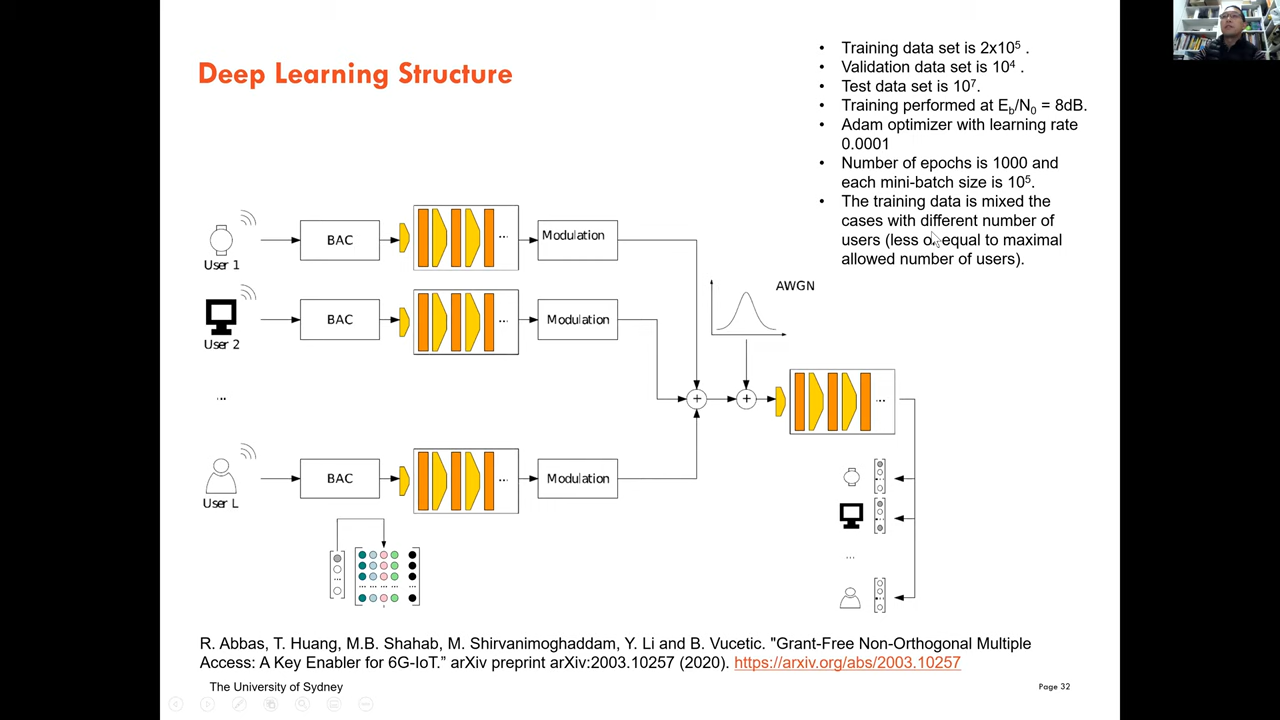 Deep Learning Structure
• Training data set is 2x10⁵ .
• Validation data set is 10⁴ .
• Test data set is 10⁷.
• Training performed at Eb/N0 = 8dB.
• Adam optimizer with learning rate
0.0001
• Number of epochs is 1000 and
each mini-batch size is 10⁵.
• The training data is mixed the
cases with different number of
users (less or equal to maximal
allowed number of users).
User 1
BAC
...
Modulation
User 2
BAC
...
Modulation
AWGN
...
+
+
...
User L
BAC
...
Modulation
...
R. Abbas, T. Huang, M.B. Shahab, M. Shirvanimoghaddam, Y. Li and B. Vucetic. "Grant-Free Non-Orthogonal Multiple
Access: A Key Enabler for 6G-IoT.” arXiv preprint arXiv:2003.10257 (2020). https://arxiv.org/abs/2003.10257
The University of Sydney
Page 32